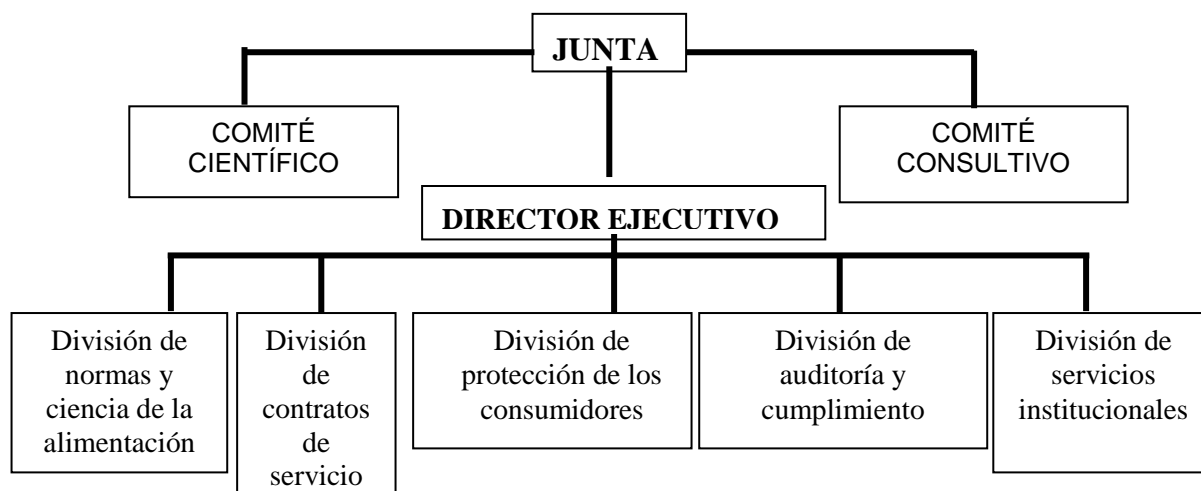 JUNTA
COMITÉ
CIENTÍFICO
COMITÉ
CONSULTIVO
DIRECTOR EJECUTIVO
División de
normas y
ciencia de la
alimentación
División
de
contratos
de
servicio
División de
protección de los
consumidores
División de
auditoría y
cumplimiento
División de
servicios
institucionales